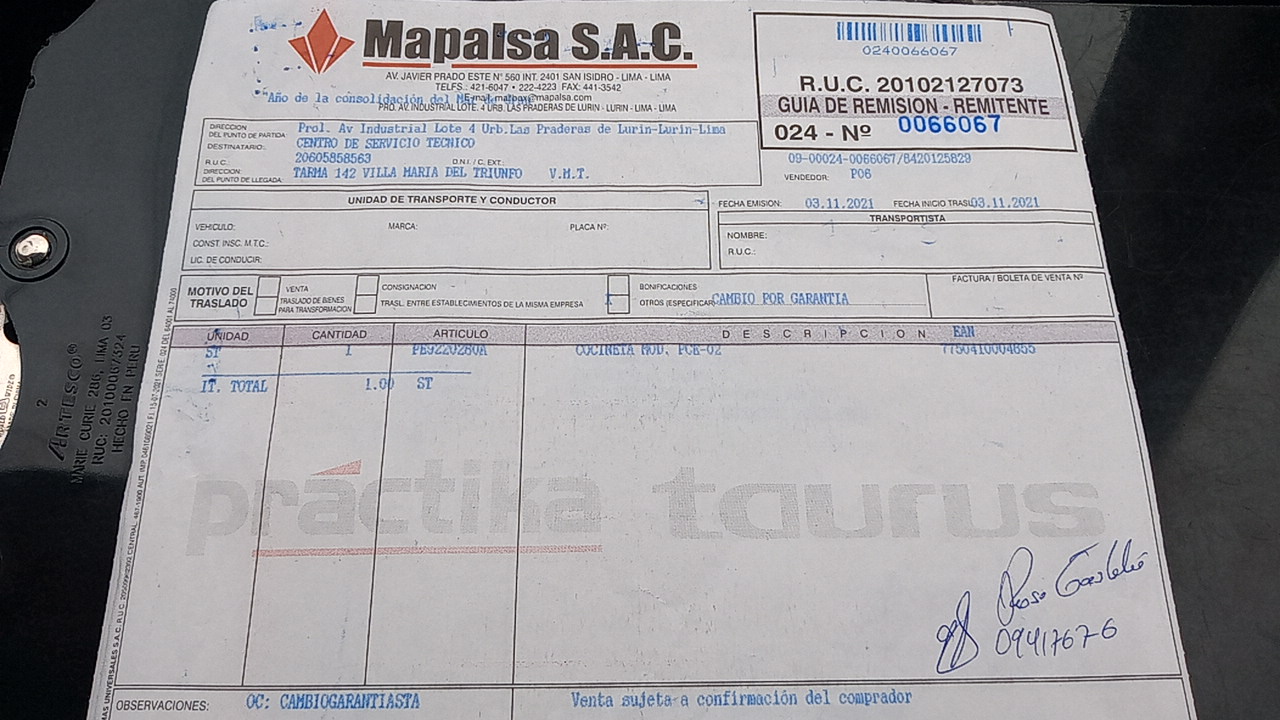 Mapalsa S.A.C.
AV. JAVIER PRADO ESTE N° 560 INT. 2401 SAN ISIDRO - LIMA - LIMA
TELFS.: 421-6047 • 222-4223 FAX: 441-3542
"Año de la consolidación del
PRO. AV. INDUSTRIAL LOTE. 4 URB. LAS PRADERAS DE LURIN - LURIN - LIMA - LIMA
0240066067
R.U.C. 20102127073
GUIA DE REMISION - REMITENTE
024 - Nº 0066067
09-00024-0066067/8420125829
VENDEDOR: P06
DIRECCION DEL PUNTO DE PARTIDA Prol. Av Industrial Lote 4 Urb.Las Praderas de Lurin-Lurin-Lima
DESTINATARIO: CENTRO DE SERVICIO TECNICO
R.U.C.: 20605858563 D.N.I. / C. EXT.:
DIRECCION: DEL PUNTO DE LLEGADA: TARMA 142 VILLA MARIA DEL TRIUNFO V.M.T.
FECHA EMISION: 03.11.2021 FECHA INICIO TRASL 03.11.2021
UNIDAD DE TRANSPORTE Y CONDUCTOR
VEHICULO: MARCA: PLACA Nº:
CONST. INSC. M.T.C.:
LIC. DE CONDUCIR:
TRANSPORTISTA
NOMBRE:
R.U.C.:
MOTIVO DEL TRASLADO
VENTA
TRASLADO DE BIENES PARA TRANSFORMACION
CONSIGNACION
TRASL. ENTRE ESTABLECIMIENTOS DE LA MISMA EMPRESA
BONIFICACIONES
OTROS (ESPECIFICAR CAMBIO POR GARANTIA
FACTURA / BOLETA DE VENTA Nº
UNIDAD CANTIDAD ARTICULO DESCRIPCION EAN
ST 1 PE9220280A COCINETA MOD. PCE-02 7750410004655
IT. TOTAL 1.00 ST
práctika taurus
09417676
OBSERVACIONES: OC: CAMBIOGARANTIASTA Venta sujeta a confirmación del comprador
2
ARTESCO®
MARIE CURIE 286, LIMA 03
RUC: 20100067324
HECHO EN PERU